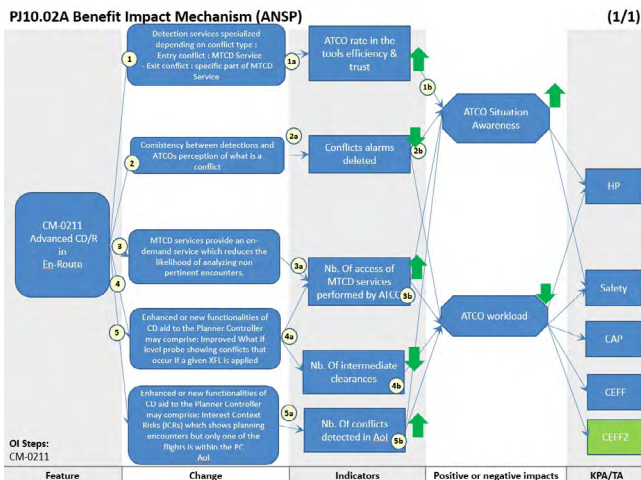 PJ10.02A Benefit Impact Mechanism (ANSP)
(1/1)
Detection services specialized
depending on conflict type :
Entry conflict : MTCD Service
- Exit conflict : specific part of MTCD
Service
1
1a
ATCO rate in the
tools efficiency &
trust
1b
ATCO Situation
Awareness
Consistency between detections and
ATCOs perception of what is a
conflict
2
2a
Conflicts alarms
deleted
2b
HP
CM-0211
Advanced CD/R
in
En-Route
3
MTCD services provide an on-
demand service which reduces the
likelihood of analyzing non
pertinent encounters.
3a
Nb. Of access of
MTCD services
performed by ATCO
3b
4
Enhanced or new functionalities of
CD aid to the Planner Controller
may comprise: Improved What If
level probe showing conflicts that
occur If a given XFL is applied
4a
Nb. Of intermediate
clearances
4b
ATCO workload
Safety
CAP
CEFF
5
Enhanced or new functionalities of
CD aid to the Planner Controller
may comprise: Interest Context
Risks (ICRs) which shows planning
encounters but only one of the
flights is within the PC
AoI
5a
Nb. Of conflicts
detected in AoI
5b
CEFF2
OI Steps:
CM-0211
Feature
Change
Indicators
Positive or negative impacts
KPA/TA